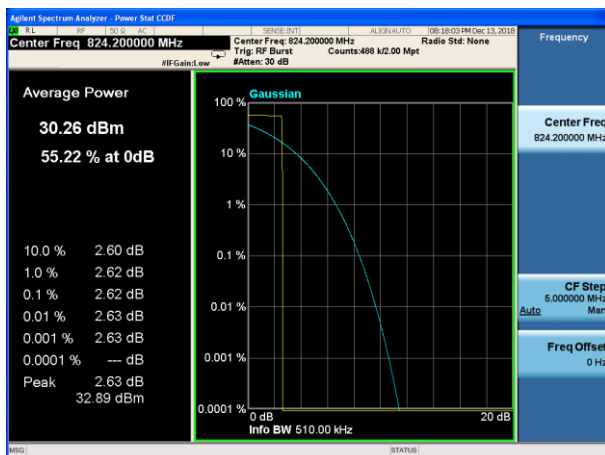 Agilent Spectrum Analyzer - Power Stat CCDF
RL RF 50 Ω AC SENSE:INT ALIGNAUTO 08:18:03 PM Dec 13, 2018
Center Freq 824.200000 MHz
Center Freq: 824.200000 MHz Radio Std: None
Trig: RF Burst Counts:488 k/2.00 Mpt
#IFGain:Low #Atten: 30 dB
Frequency
Average Power
30.26 dBm
55.22 % at 0dB
10.0 % 2.60 dB
1.0 % 2.62 dB
0.1 % 2.62 dB
0.01 % 2.63 dB
0.001 % 2.63 dB
0.0001 % --- dB
Peak 2.63 dB
32.89 dBm
Gaussian
100 %
10 %
1 %
0.1 %
0.01 %
0.001 %
0.0001 %
0 dB 20 dB
Info BW 510.00 kHz
Center Freq
824.200000 MHz
CF Step
5.000000 MHz
Auto Man
Freq Offset
0 Hz
MSG STATUS